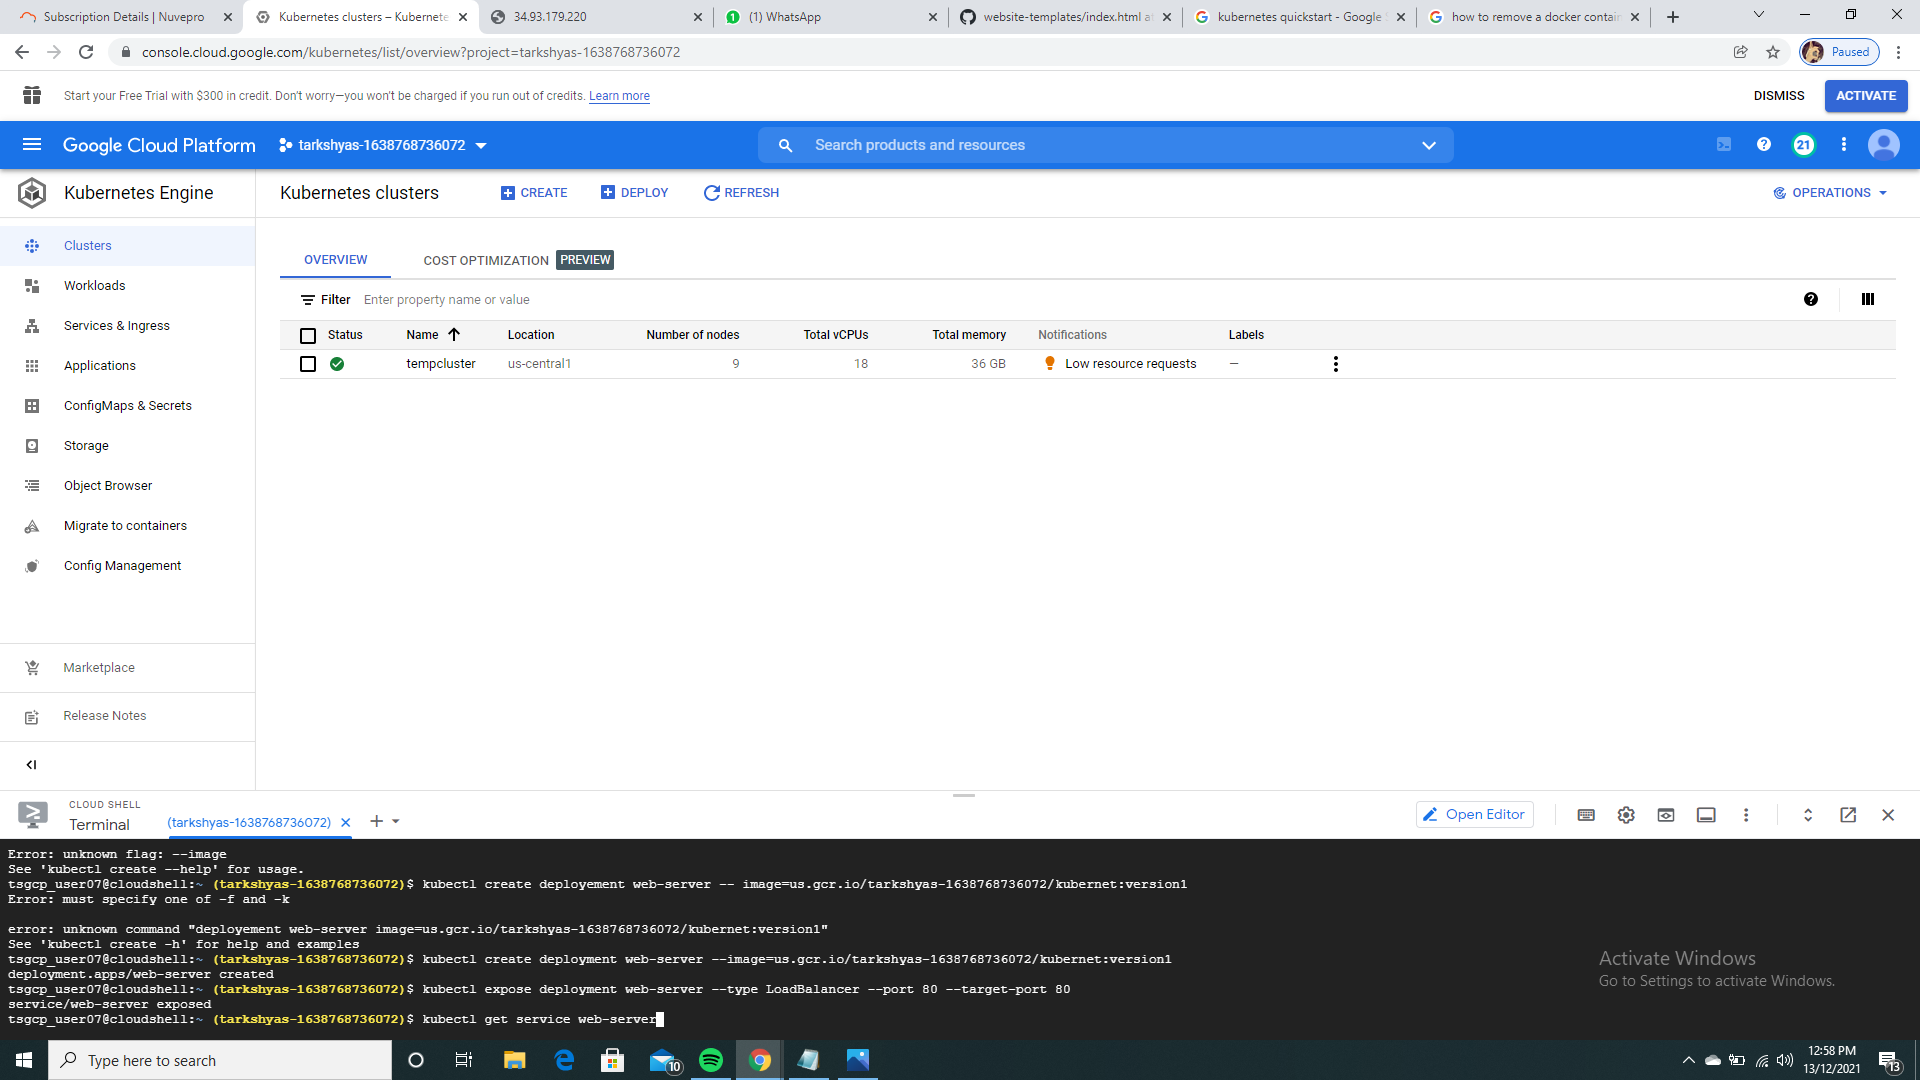 Subscription Details | Nuvepro
Kubernetes clusters – Kubernete
34.93.179.220
(1) WhatsApp
website-templates/index.html at
kubernetes quickstart - Google S
how to remove a docker contain
console.cloud.google.com/kubernetes/list/overview?project=tarkshyas-1638768736072
Paused
Start your Free Trial with $300 in credit. Don't worry—you won't be charged if you run out of credits. Learn more
DISMISS
ACTIVATE
Google Cloud Platform
tarkshyas-1638768736072
Search products and resources
21
Kubernetes Engine
Kubernetes clusters
CREATE
DEPLOY
REFRESH
OPERATIONS
Clusters
Workloads
Services & Ingress
Applications
ConfigMaps & Secrets
Storage
Object Browser
Migrate to containers
Config Management
Marketplace
Release Notes
OVERVIEW
COST OPTIMIZATION PREVIEW
Filter Enter property name or value
Status Name Location Number of nodes Total vCPUs Total memory Notifications Labels
tempcluster us-central1 9 18 36 GB Low resource requests —
CLOUD SHELL
Terminal
(tarkshyas-1638768736072)
Open Editor
Error: unknown flag: --image
See 'kubectl create --help' for usage.
tsgcp_user07@cloudshell:~ (tarkshyas-1638768736072)$ kubectl create deployement web-server -- image=us.gcr.io/tarkshyas-1638768736072/kubernet:version1
Error: must specify one of -f and -k
error: unknown command "deployement web-server image=us.gcr.io/tarkshyas-1638768736072/kubernet:version1"
See 'kubectl create -h' for help and examples
tsgcp_user07@cloudshell:~ (tarkshyas-1638768736072)$ kubectl create deployment web-server --image=us.gcr.io/tarkshyas-1638768736072/kubernet:version1
deployment.apps/web-server created
tsgcp_user07@cloudshell:~ (tarkshyas-1638768736072)$ kubectl expose deployment web-server --type LoadBalancer --port 80 --target-port 80
service/web-server exposed
tsgcp_user07@cloudshell:~ (tarkshyas-1638768736072)$ kubectl get service web-server
Activate Windows
Go to Settings to activate Windows.
Type here to search
10
12:58 PM
13/12/2021
13